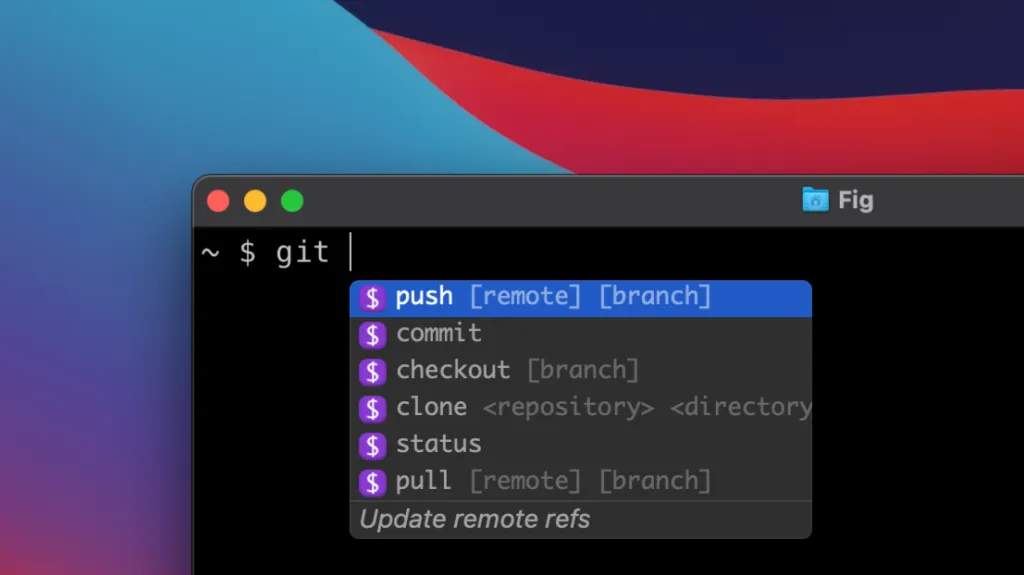 Fig
~ $ git
$ push [remote] [branch]
$ commit
$ checkout [branch]
$ clone <repository> <directory
$ status
$ pull [remote] [branch]
Update remote refs